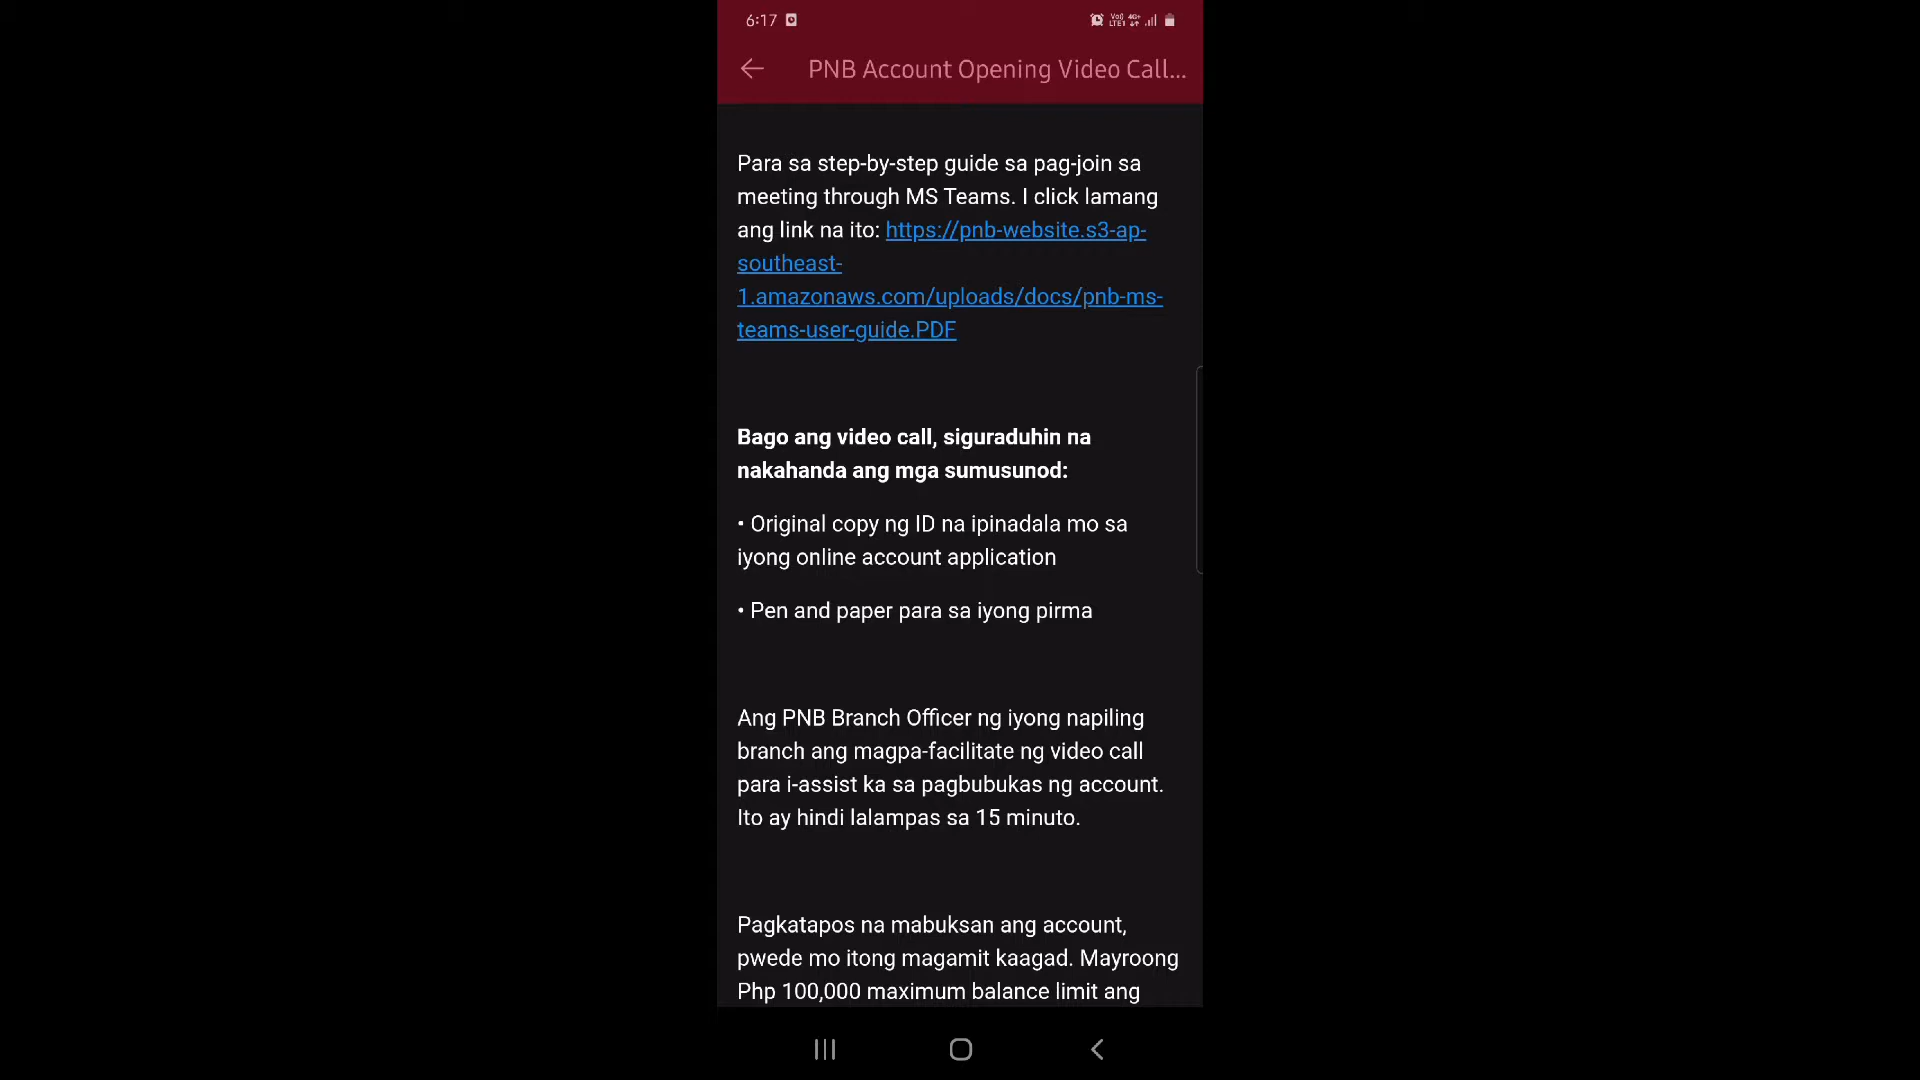 6:17
Vo) 4G+
LTE1
PNB Account Opening Video Call...
Para sa step-by-step guide sa pag-join sa
meeting through MS Teams. I click lamang
ang link na ito: https://pnb-website.s3-ap-
southeast-
1.amazonaws.com/uploads/docs/pnb-ms-
teams-user-guide.PDF
Bago ang video call, siguraduhin na
nakahanda ang mga sumusunod:
• Original copy ng ID na ipinadala mo sa
iyong online account application
• Pen and paper para sa iyong pirma
Ang PNB Branch Officer ng iyong napiling
branch ang magpa-facilitate ng video call
para i-assist ka sa pagbubukas ng account.
Ito ay hindi lalampas sa 15 minuto.
Pagkatapos na mabuksan ang account,
pwede mo itong magamit kaagad. Mayroong
Php 100,000 maximum balance limit ang